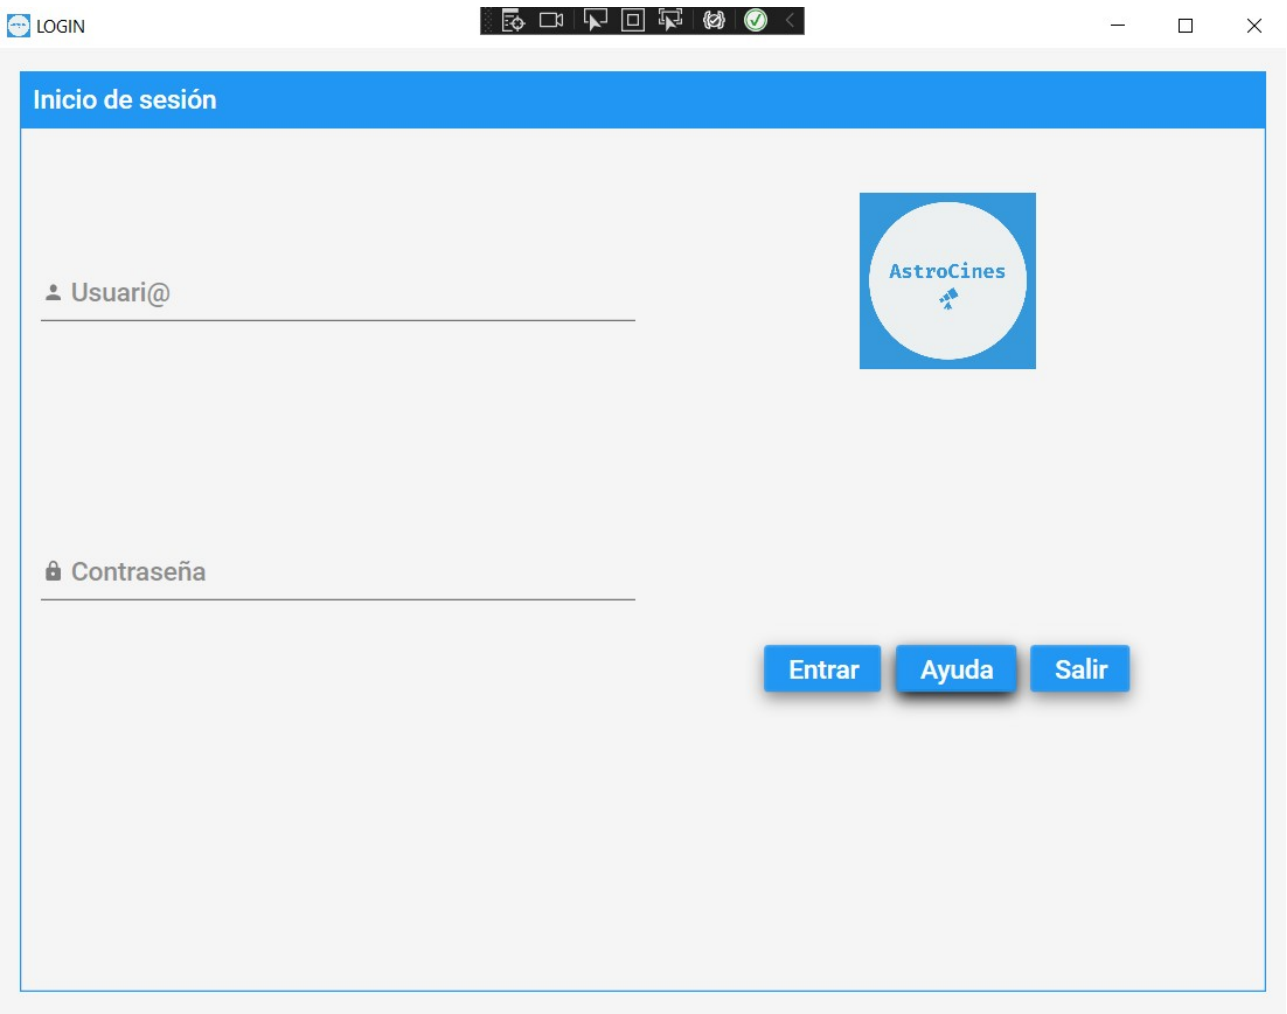 LOGIN
Inicio de sesión
AstroCines
Usuari@
Contraseña
Entrar Ayuda Salir